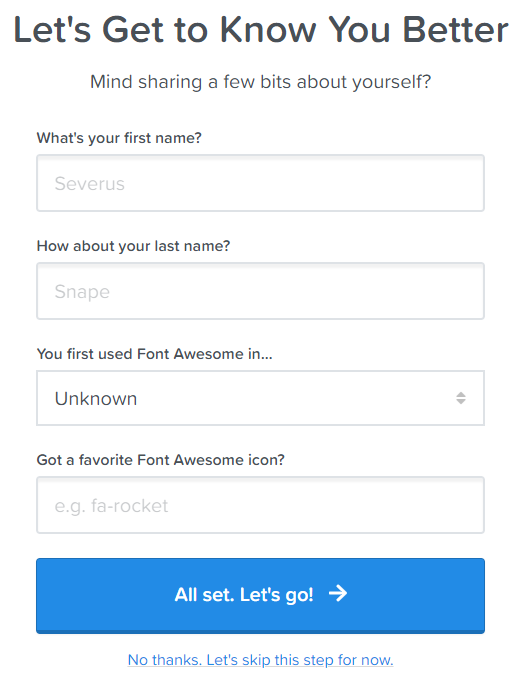 Let's Get to Know You Better
Mind sharing a few bits about yourself?
What's your first name?
Severus
How about your last name?
Snape
You first used Font Awesome in...
Unknown
Got a favorite Font Awesome icon?
e.g. fa-rocket
All set. Let's go!
No thanks. Let's skip this step for now.